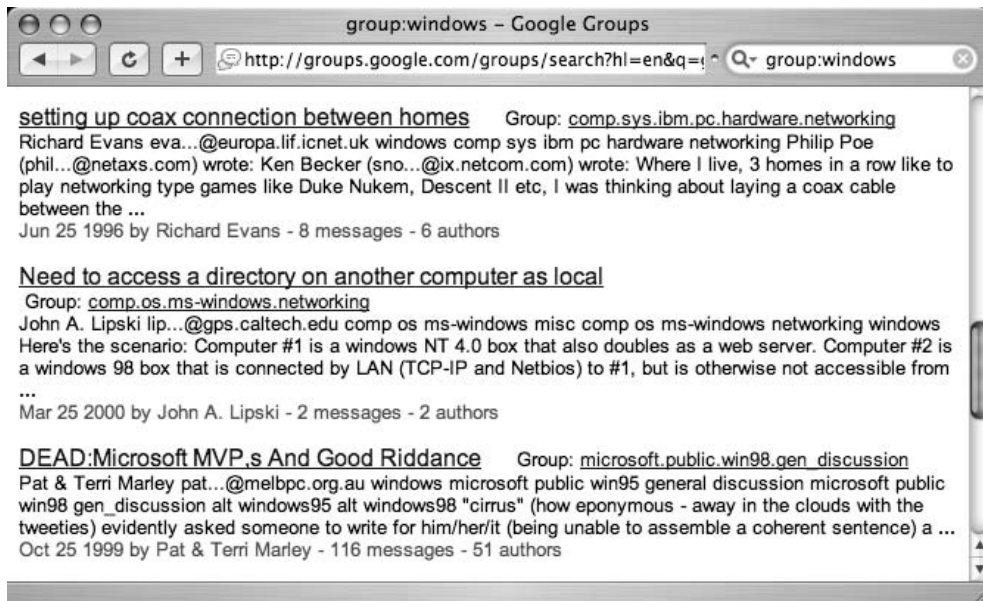 group:windows – Google Groups
http://groups.google.com/groups/search?hl=en&q=g
group:windows
setting up coax connection between homes Group: comp.sys.ibm.pc.hardware.networking
Richard Evans eva...@europa.lif.icnet.uk windows comp sys ibm pc hardware networking Philip Poe
(phil...@netaxs.com) wrote: Ken Becker (sno...@ix.netcom.com) wrote: Where I live, 3 homes in a row like to
play networking type games like Duke Nukem, Descent II etc, I was thinking about laying a coax cable
between the ...
Jun 25 1996 by Richard Evans - 8 messages - 6 authors
Need to access a directory on another computer as local
Group: comp.os.ms-windows.networking
John A. Lipski lip...@gps.caltech.edu comp os ms-windows misc comp os ms-windows networking windows
Here's the scenario: Computer #1 is a windows NT 4.0 box that also doubles as a web server. Computer #2 is
a windows 98 box that is connected by LAN (TCP-IP and Netbios) to #1, but is otherwise not accessible from
...
Mar 25 2000 by John A. Lipski - 2 messages - 2 authors
DEAD:Microsoft MVP,s And Good Riddance Group: microsoft.public.win98.gen_discussion
Pat & Terri Marley pat...@melbpc.org.au windows microsoft public win95 general discussion microsoft public
win98 gen_discussion alt windows95 alt windows98 "cirrus" (how eponymous - away in the clouds with the
tweeties) evidently asked someone to write for him/her/it (being unable to assemble a coherent sentence) a ...
Oct 25 1999 by Pat & Terri Marley - 116 messages - 51 authors